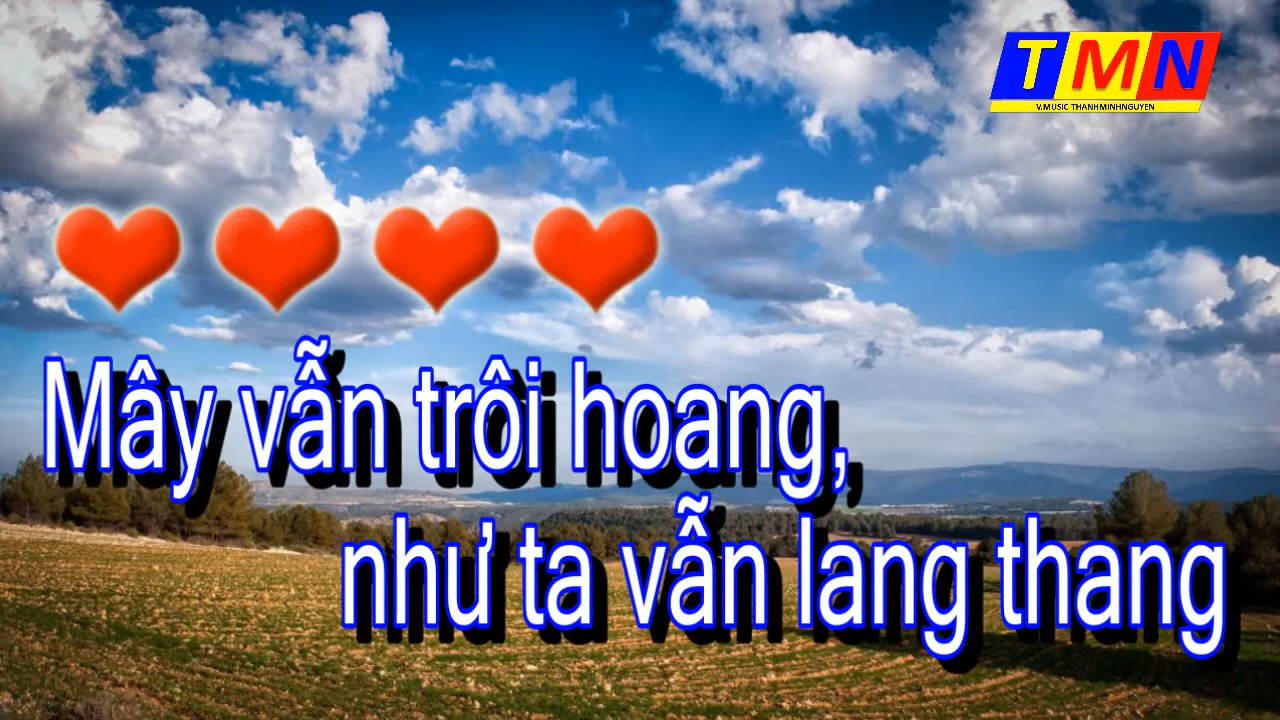 TMN
V.MUSIC THANHMINHNGUYEN
Mây vẫn trôi hoang,
như ta vẫn lang thang